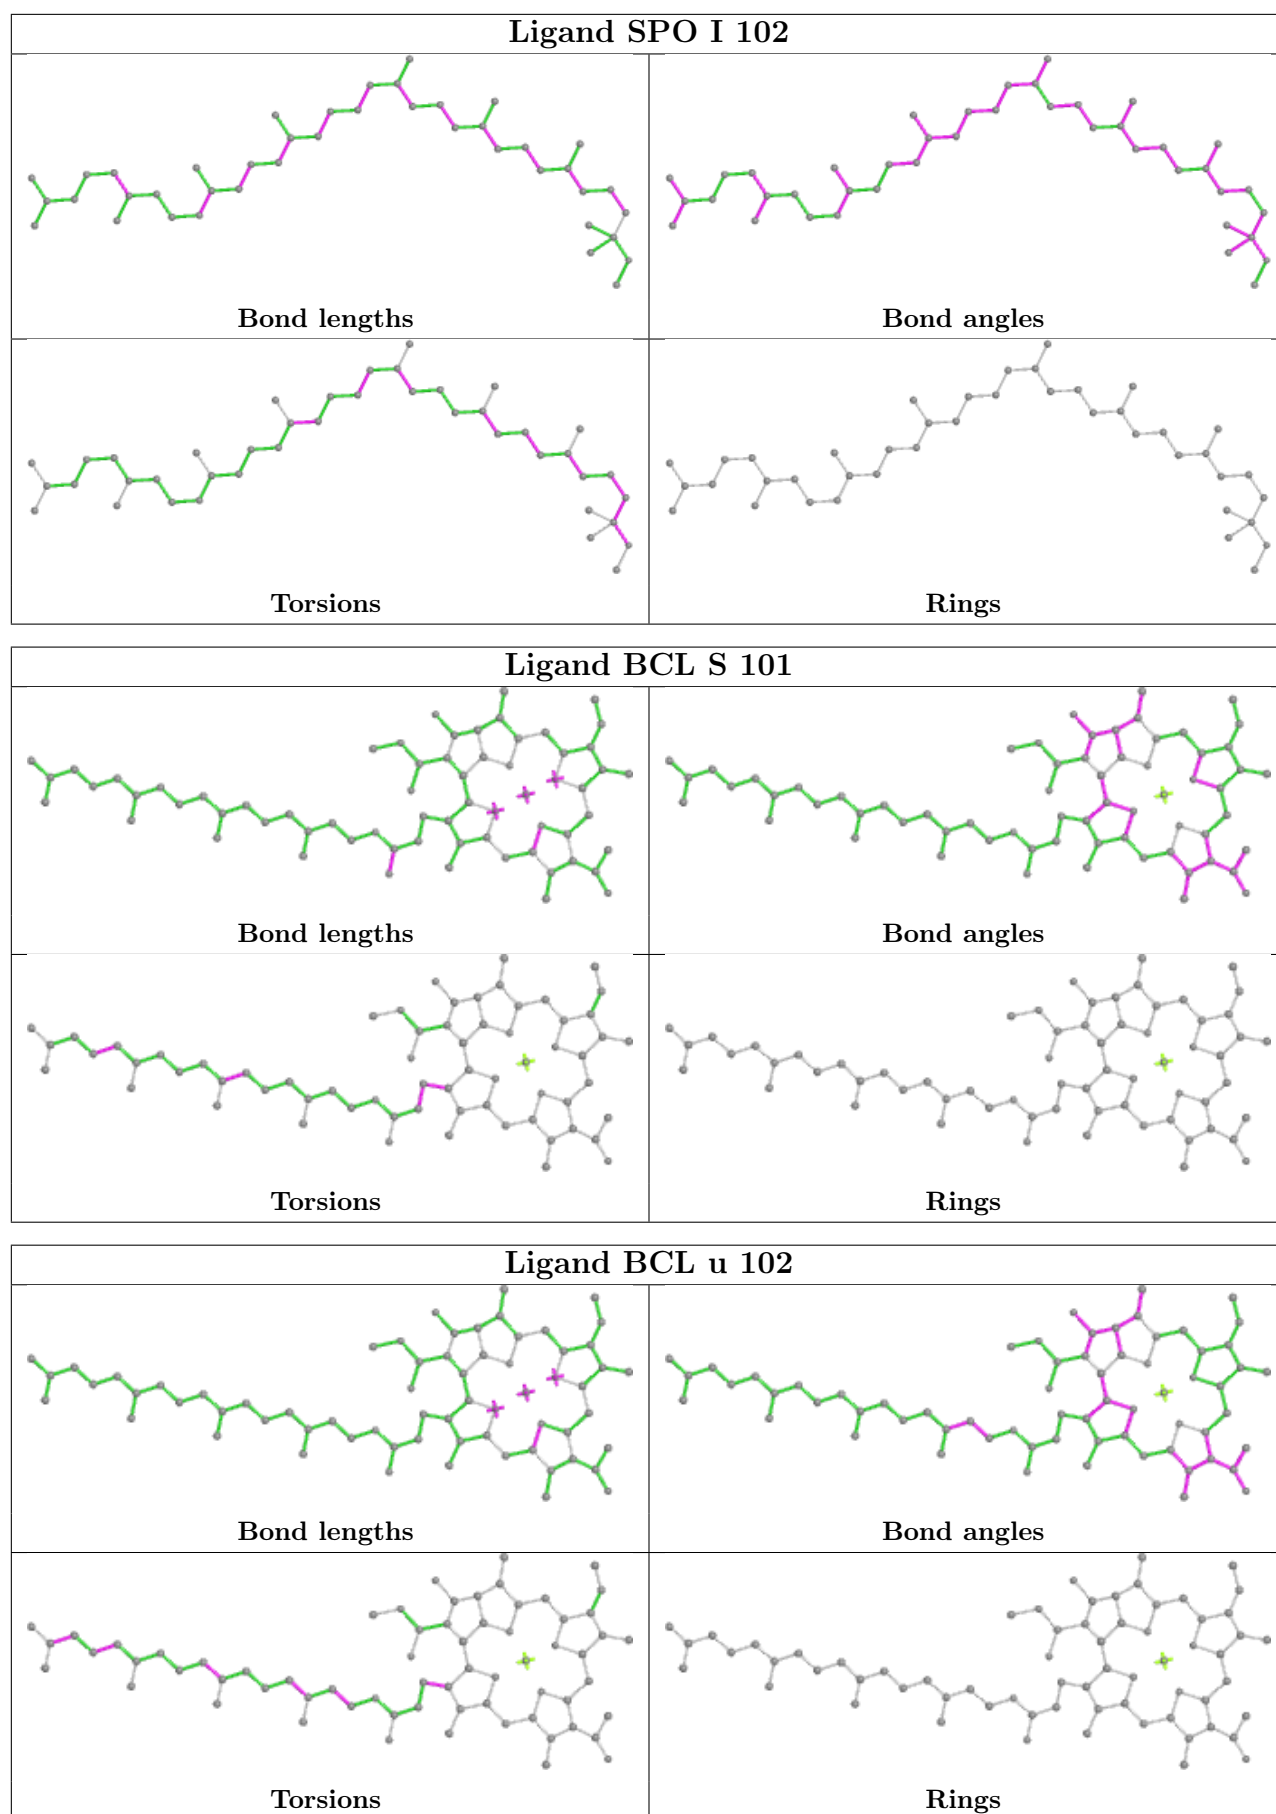 Ligand SPO I 102
Bond lengths
Bond angles
Torsions
Rings
Ligand BCL S 101
Bond lengths
Bond angles
Torsions
Rings
Ligand BCL u 102
Bond lengths
Bond angles
Torsions
Rings